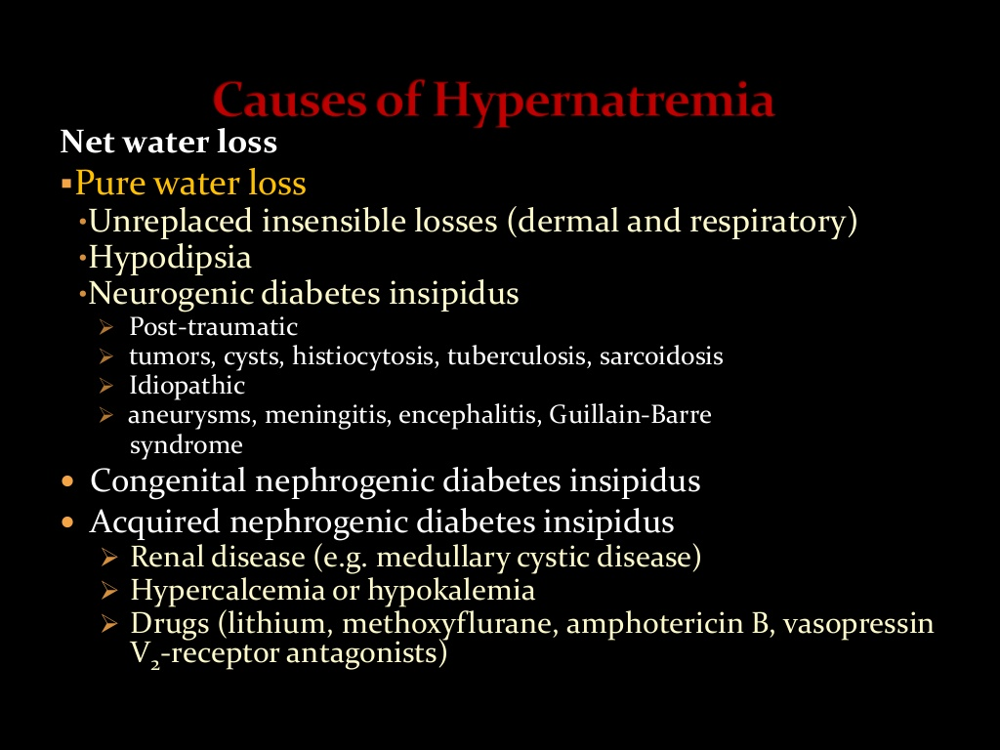 Causes of Hypernatremia
Net water loss
▪Pure water loss
•Unreplaced insensible losses (dermal and respiratory)
•Hypodipsia
•Neurogenic diabetes insipidus
➢ Post-traumatic
➢ tumors, cysts, histiocytosis, tuberculosis, sarcoidosis
➢ Idiopathic
➢ aneurysms, meningitis, encephalitis, Guillain-Barre
syndrome
• Congenital nephrogenic diabetes insipidus
• Acquired nephrogenic diabetes insipidus
➢ Renal disease (e.g. medullary cystic disease)
➢ Hypercalcemia or hypokalemia
➢ Drugs (lithium, methoxyflurane, amphotericin B, vasopressin
V₂-receptor antagonists)